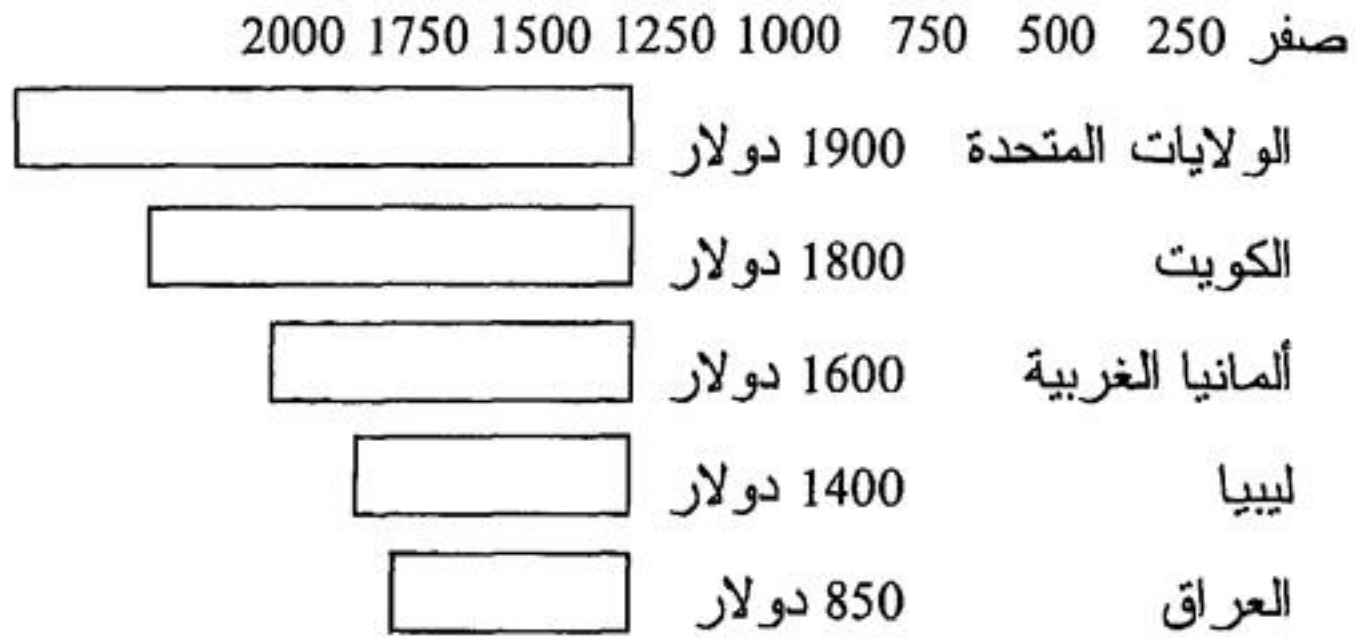 صفر 250 500 750 1000 1250 1500 1750 2000
الولايات المتحدة 1900 دولار
الكويت 1800 دولار
ألمانيا الغربية 1600 دولار
ليبيا 1400 دولار
العراق 850 دولار